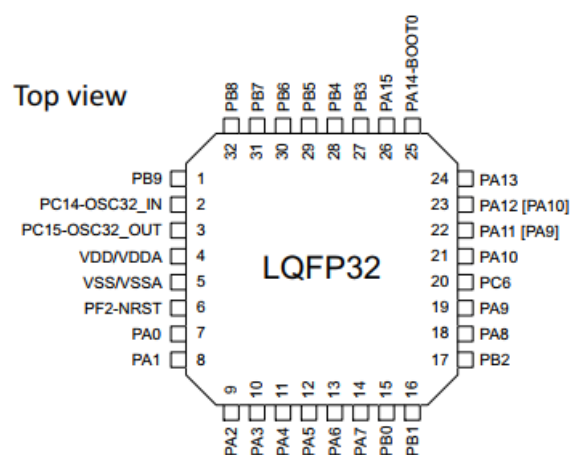 Top view
PB8
PB7
PB6
PB5
PB4
PB3
PA15
PA14-BOOT0
32
31
30
29
28
27
26
25
PB9 1
PC14-OSC32_IN 2
PC15-OSC32_OUT 3
VDD/VDDA 4
VSS/VSSA 5
PF2-NRST 6
PA0 7
PA1 8
LQFP32
24 PA13
23 PA12 [PA10]
22 PA11 [PA9]
21 PA10
20 PC6
19 PA9
18 PA8
17 PB2
9
10
11
12
13
14
15
16
PA2
PA3
PA4
PA5
PA6
PA7
PB0
PB1